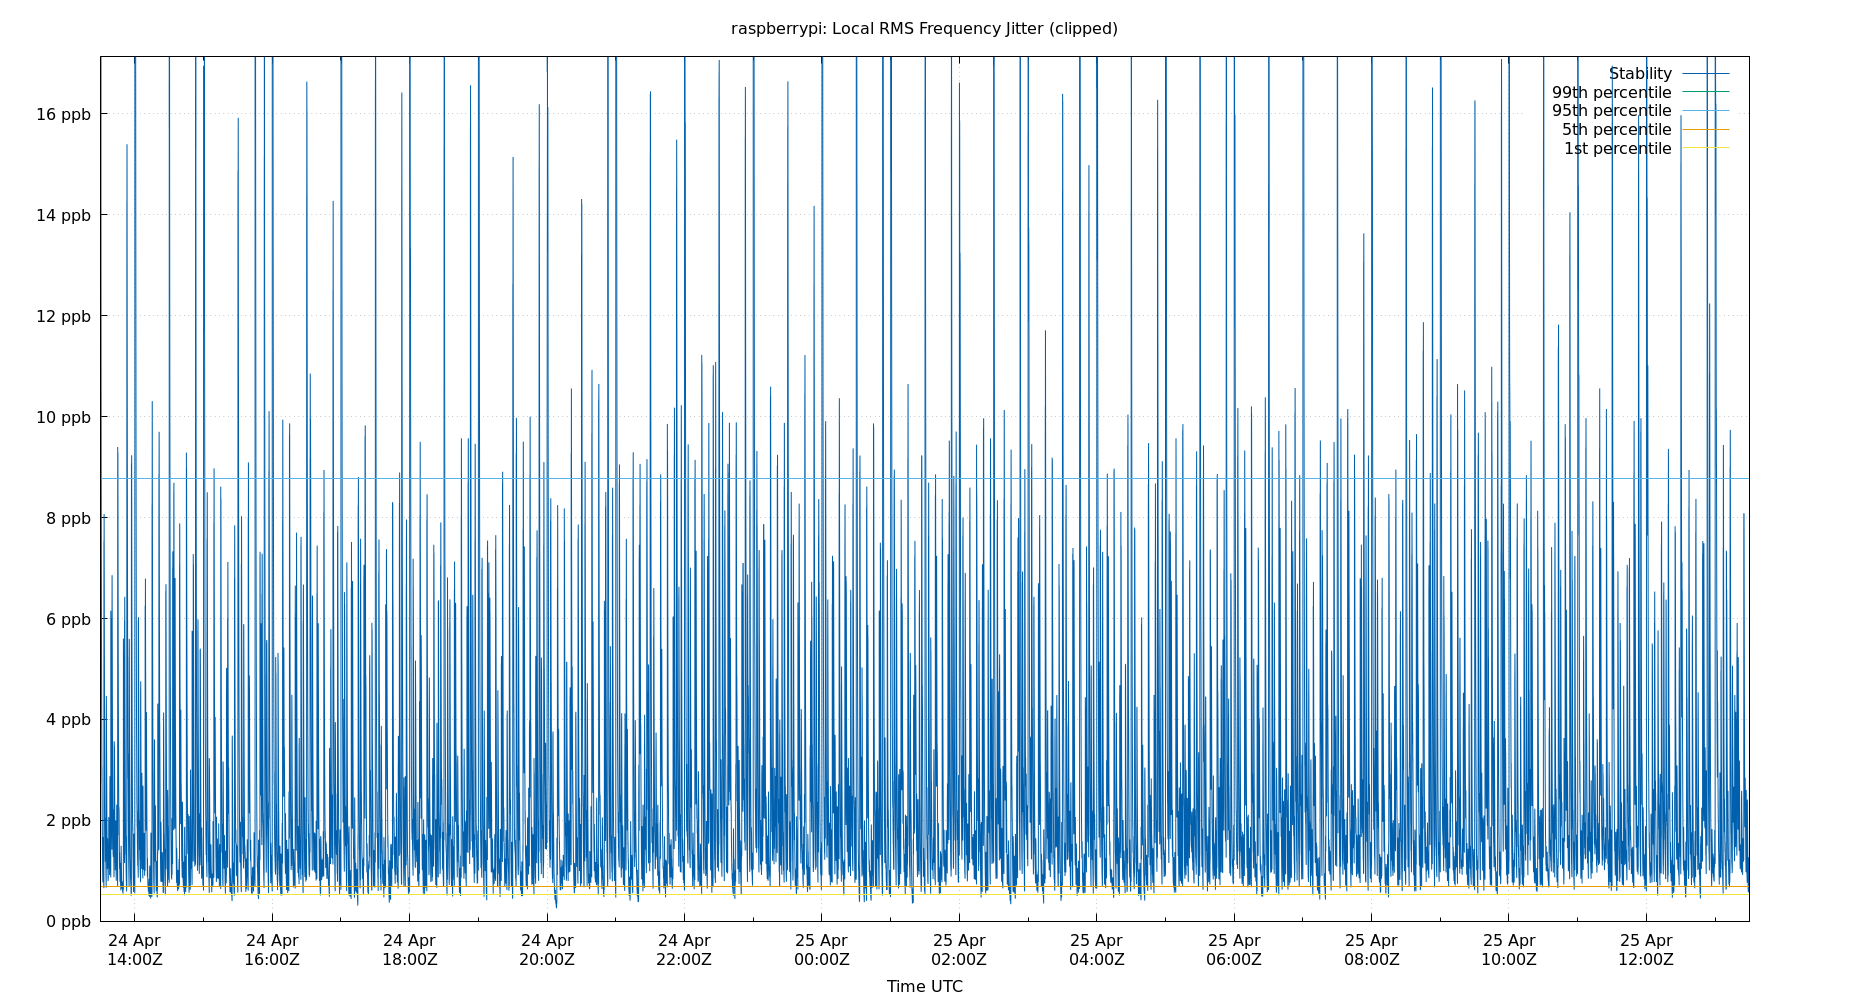 raspberrypi: Local RMS Frequency Jitter (clipped)
Stability
99th percentile
95th percentile
5th percentile
1st percentile
16 ppb
14 ppb
12 ppb
10 ppb
8 ppb
6 ppb
4 ppb
2 ppb
0 ppb
24 Apr 24 Apr 24 Apr 24 Apr 24 Apr 25 Apr 25 Apr 25 Apr 25 Apr 25 Apr 25 Apr 25 Apr
14:00Z 16:00Z 18:00Z 20:00Z 22:00Z 00:00Z 02:00Z 04:00Z 06:00Z 08:00Z 10:00Z 12:00Z
Time UTC